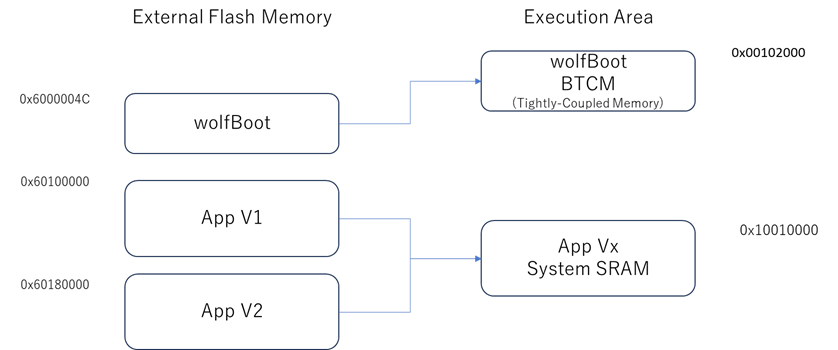 External Flash Memory
Execution Area
0x00102000
wolfBoot
BTCM
(Tightly-Coupled Memory)
0x6000004C
wolfBoot
0x60100000
App V1
0x10010000
App Vx
System SRAM
0x60180000
App V2